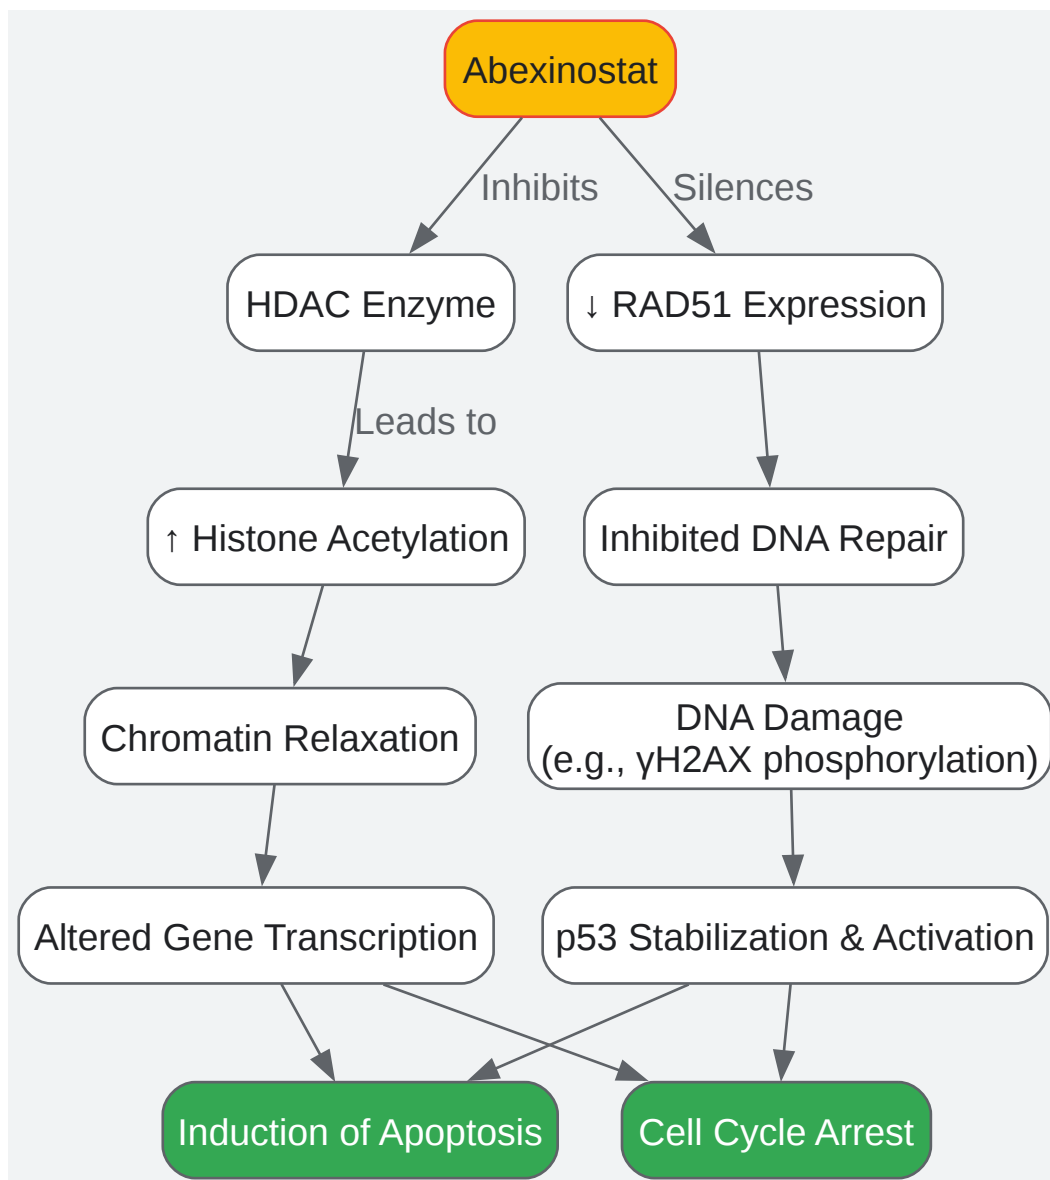 Abexinostat
Inhibits
Silences
HDAC Enzyme
↓ RAD51 Expression
Leads to
↑ Histone Acetylation
Inhibited DNA Repair
Chromatin Relaxation
DNA Damage
(e.g., γH2AX phosphorylation)
Altered Gene Transcription
p53 Stabilization & Activation
Induction of Apoptosis
Cell Cycle Arrest